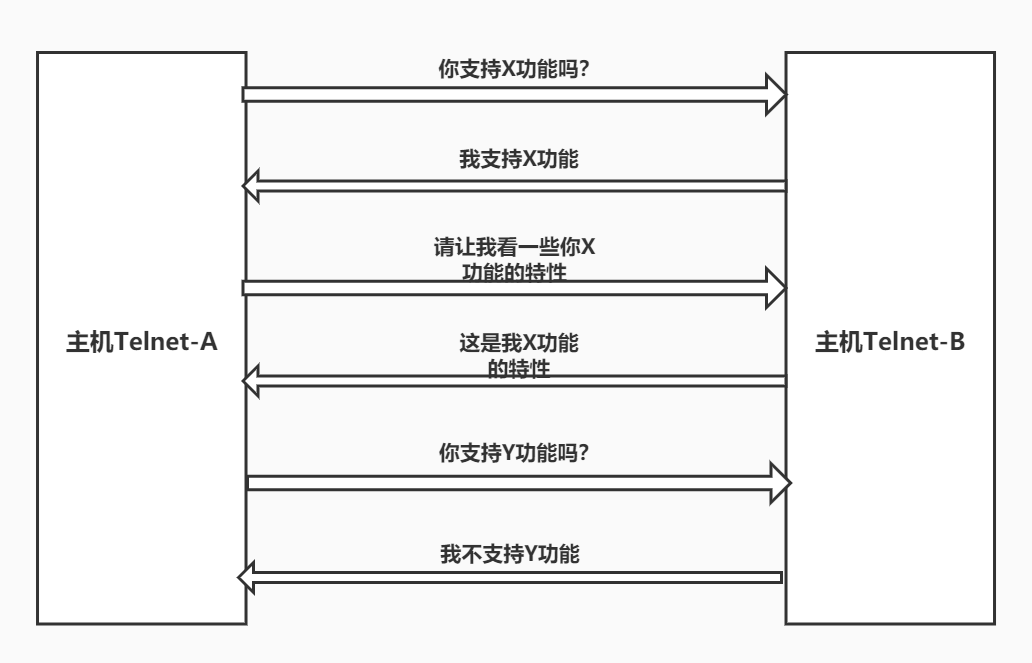 你支持X功能吗?
我支持X功能
请让我看一些你X
功能的特性
主机Telnet-A
主机Telnet-B
这是我X功能
的特性
你支持Y功能吗?
我不支持Y功能